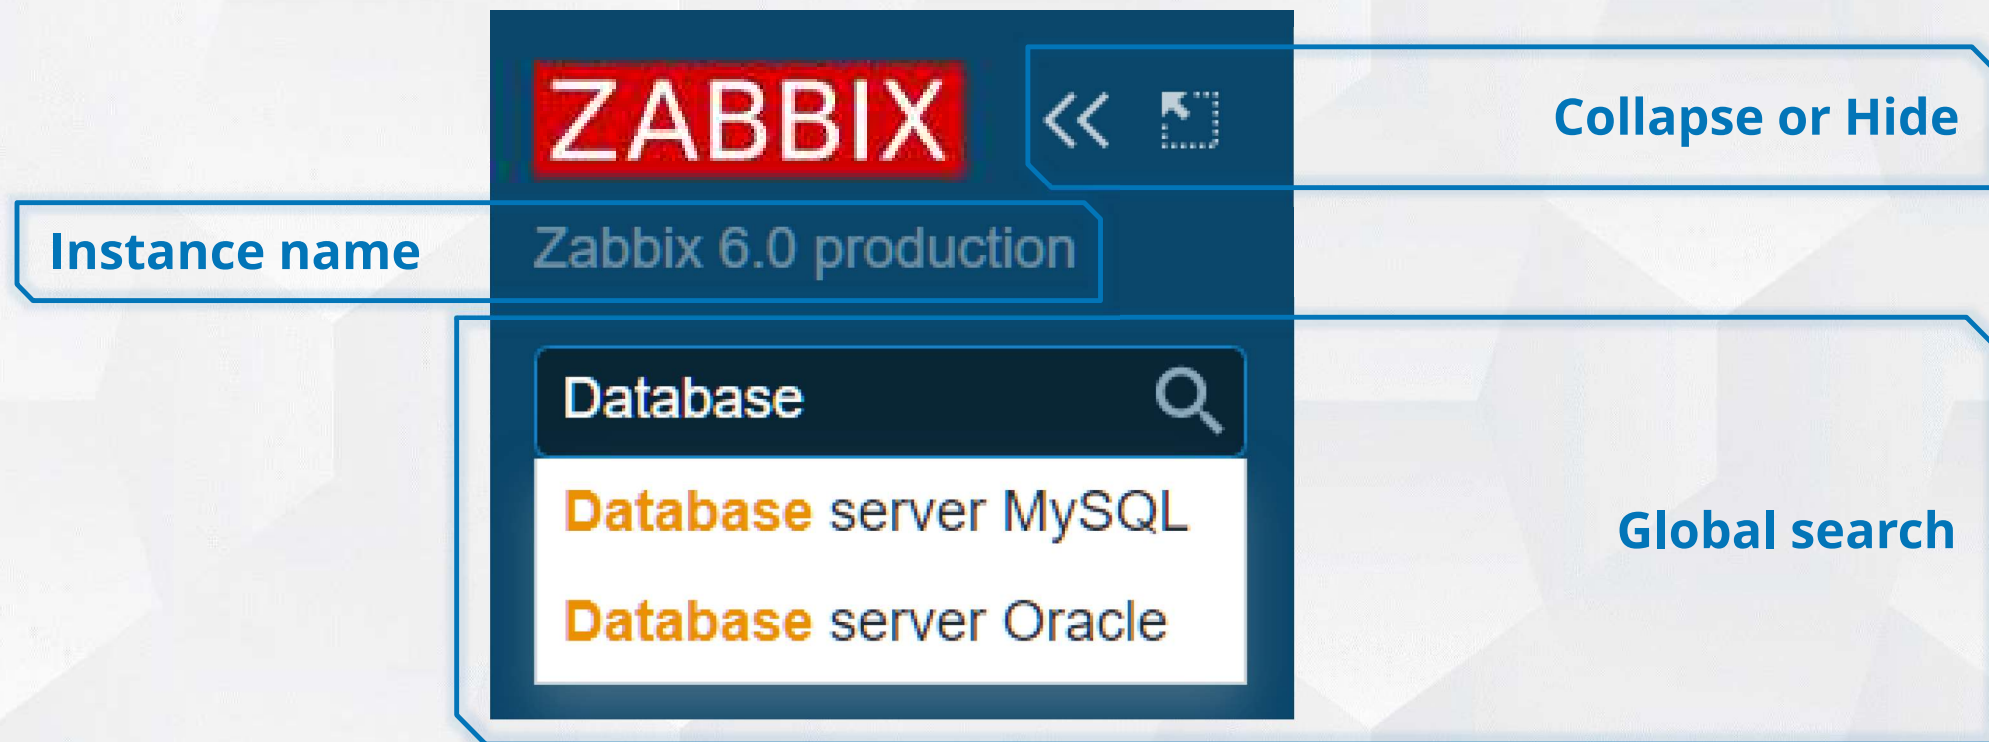 ZABBIX
Collapse or Hide
Instance name
Zabbix 6.0 production
Database
Database server MySQL
Global search
Database server Oracle